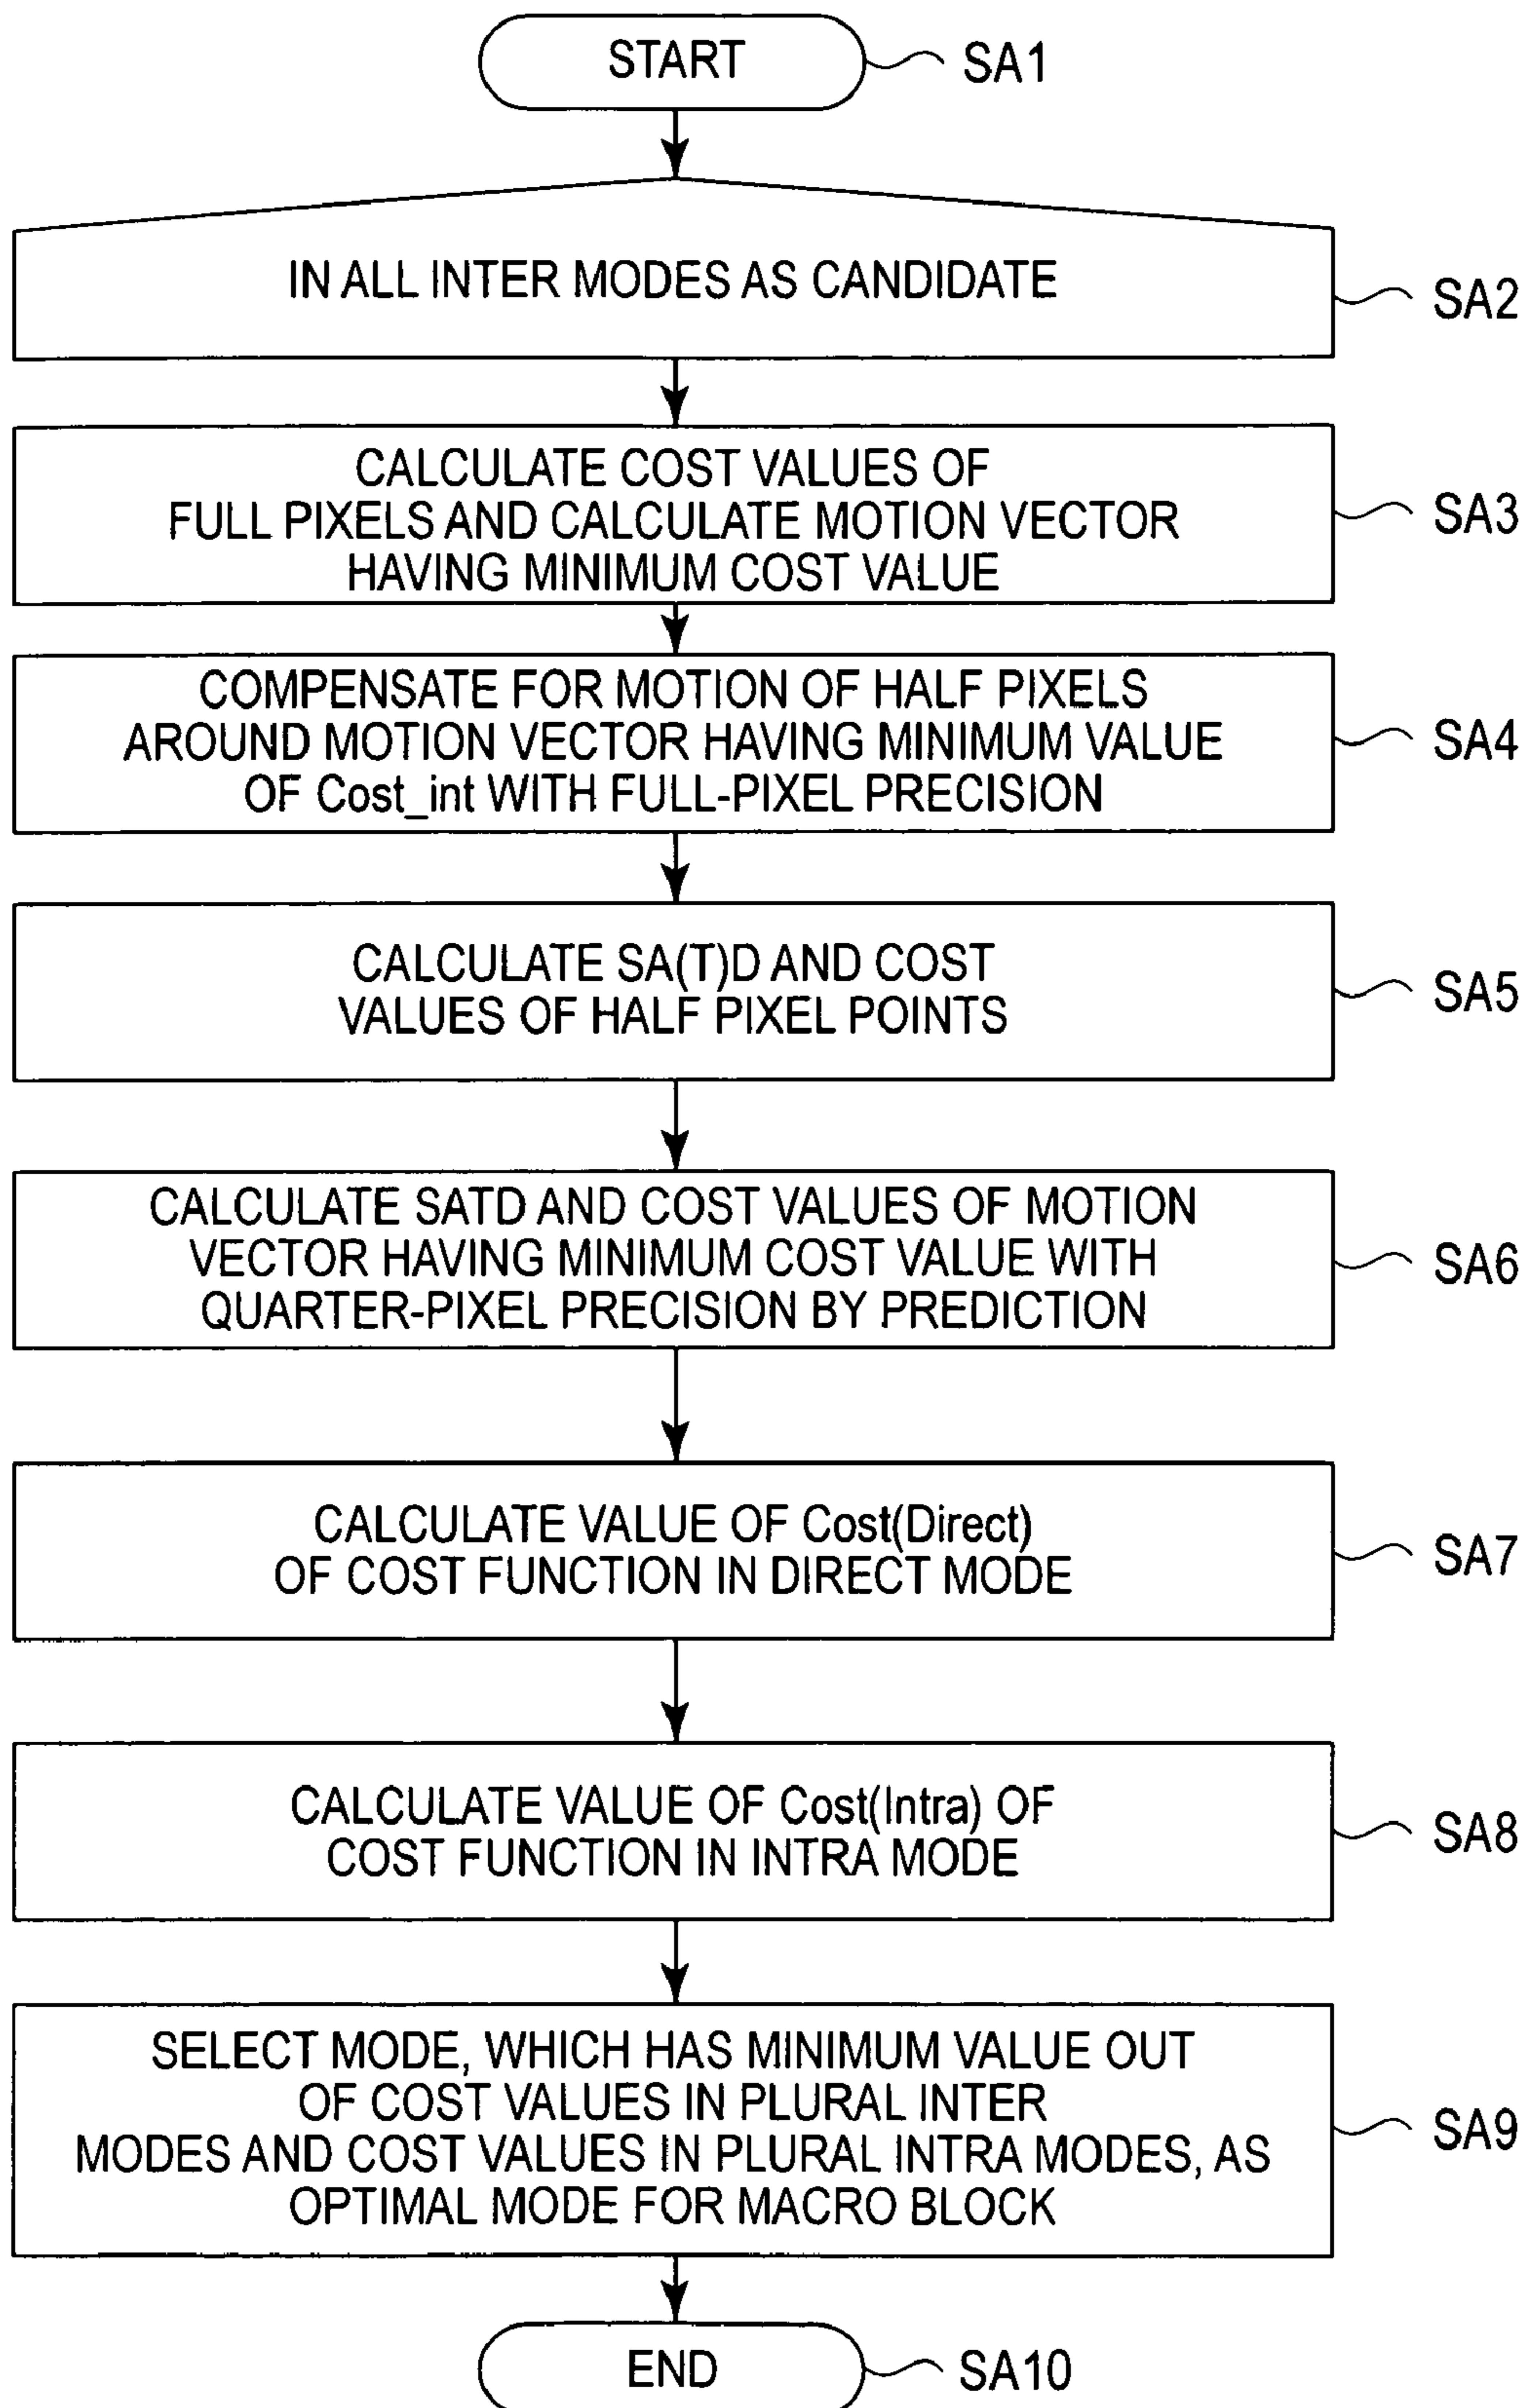 START
SA1
IN ALL INTER MODES AS CANDIDATE
SA2
CALCULATE COST VALUES OF
FULL PIXELS AND CALCULATE MOTION VECTOR
HAVING MINIMUM COST VALUE
SA3
COMPENSATE FOR MOTION OF HALF PIXELS
AROUND MOTION VECTOR HAVING MINIMUM VALUE
OF Cost_int WITH FULL-PIXEL PRECISION
SA4
CALCULATE SA(T)D AND COST
VALUES OF HALF PIXEL POINTS
SA5
CALCULATE SATD AND COST VALUES OF MOTION
VECTOR HAVING MINIMUM COST VALUE WITH
QUARTER-PIXEL PRECISION BY PREDICTION
SA6
CALCULATE VALUE OF Cost(Direct)
OF COST FUNCTION IN DIRECT MODE
SA7
CALCULATE VALUE OF Cost(Intra) OF
COST FUNCTION IN INTRA MODE
SA8
SELECT MODE, WHICH HAS MINIMUM VALUE OUT
OF COST VALUES IN PLURAL INTER
MODES AND COST VALUES IN PLURAL INTRA MODES, AS
OPTIMAL MODE FOR MACRO BLOCK
SA9
END
SA10